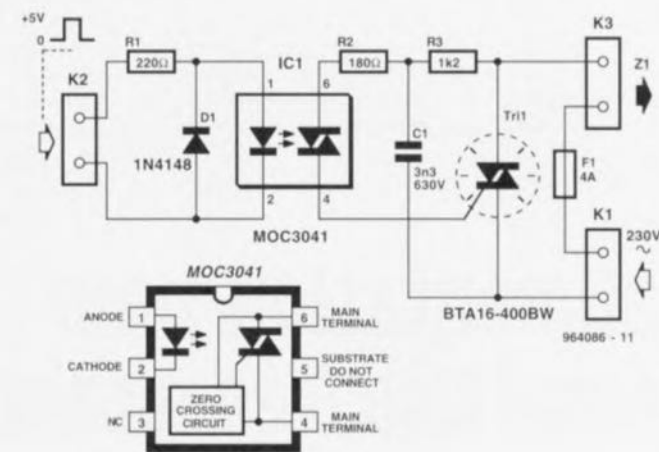 +5V
0
K2
R1
220Ω
D1
1N4148
IC1
1
2
6
4
MOC3041
R2
180Ω
R3
1k2
C1
3n3
630V
Tri1
BTA16-400BW
K3
Z1
F1
4A
K1
230V
~
964086 - 11
MOC3041
ANODE
1
CATHODE
2
NC
3
ZERO
CROSSING
CIRCUIT
6
MAIN
TERMINAL
5
SUBSTRATE
DO NOT
CONNECT
4
MAIN
TERMINAL